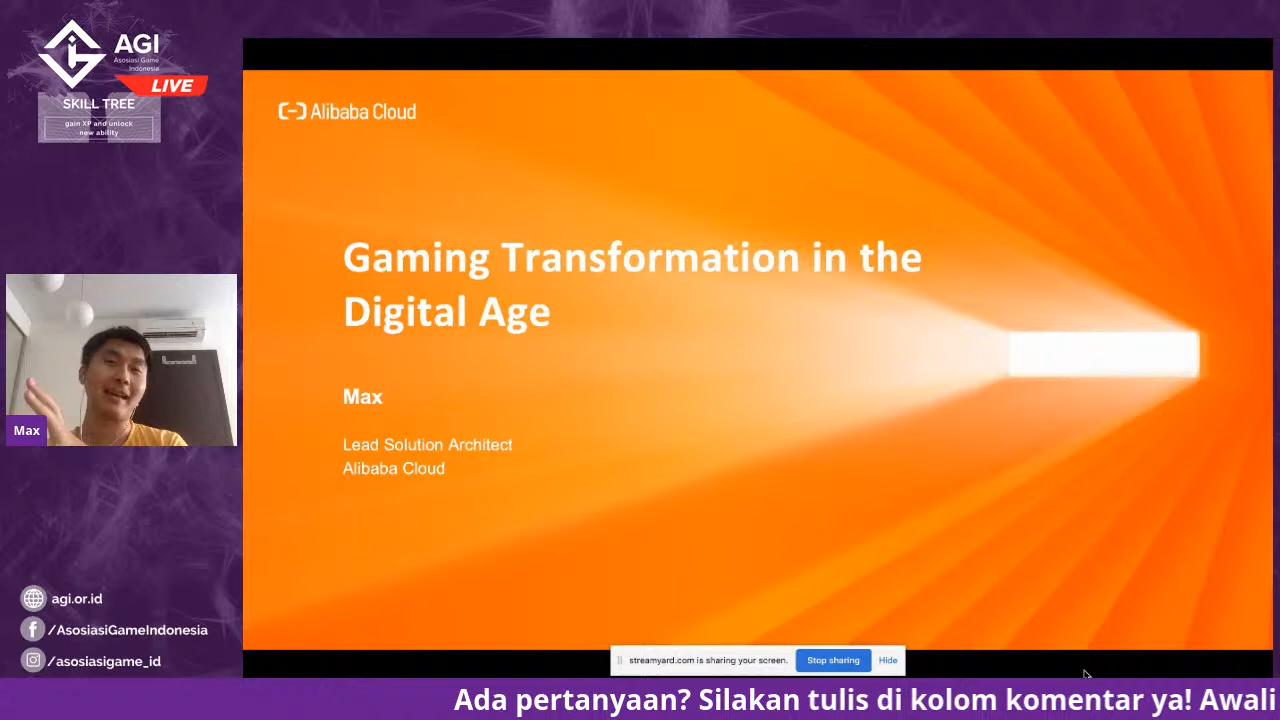 AGI
Asosiasi Game
Indonesia
LIVE
SKILL TREE
gain XP and unlock
new ability
Alibaba Cloud
Gaming Transformation in the
Digital Age
Max
Lead Solution Architect
Alibaba Cloud
Max
agi.or.id
/AsosiasiGameIndonesia
/asosiasigame_id
streamyard.com is sharing your screen.
Stop sharing
Hide
Ada pertanyaan? Silakan tulis di kolom komentar ya! Awali